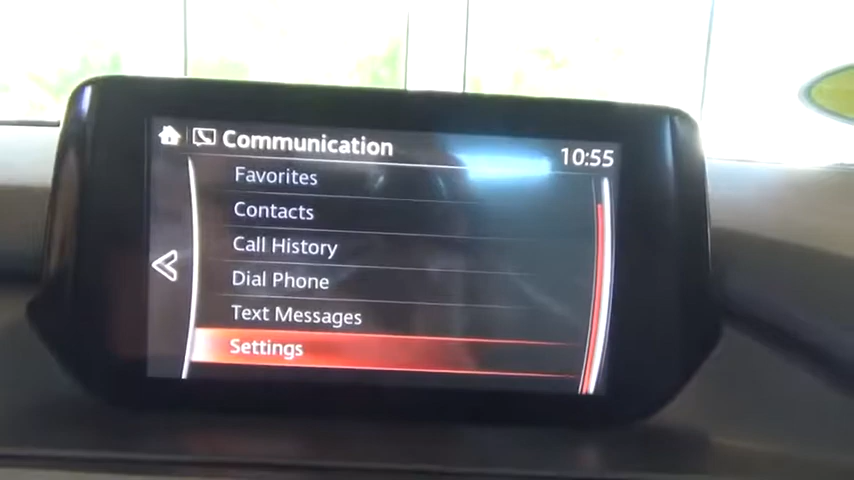 Communication 10:55
Favorites
Contacts
Call History
Dial Phone
Text Messages
Settings